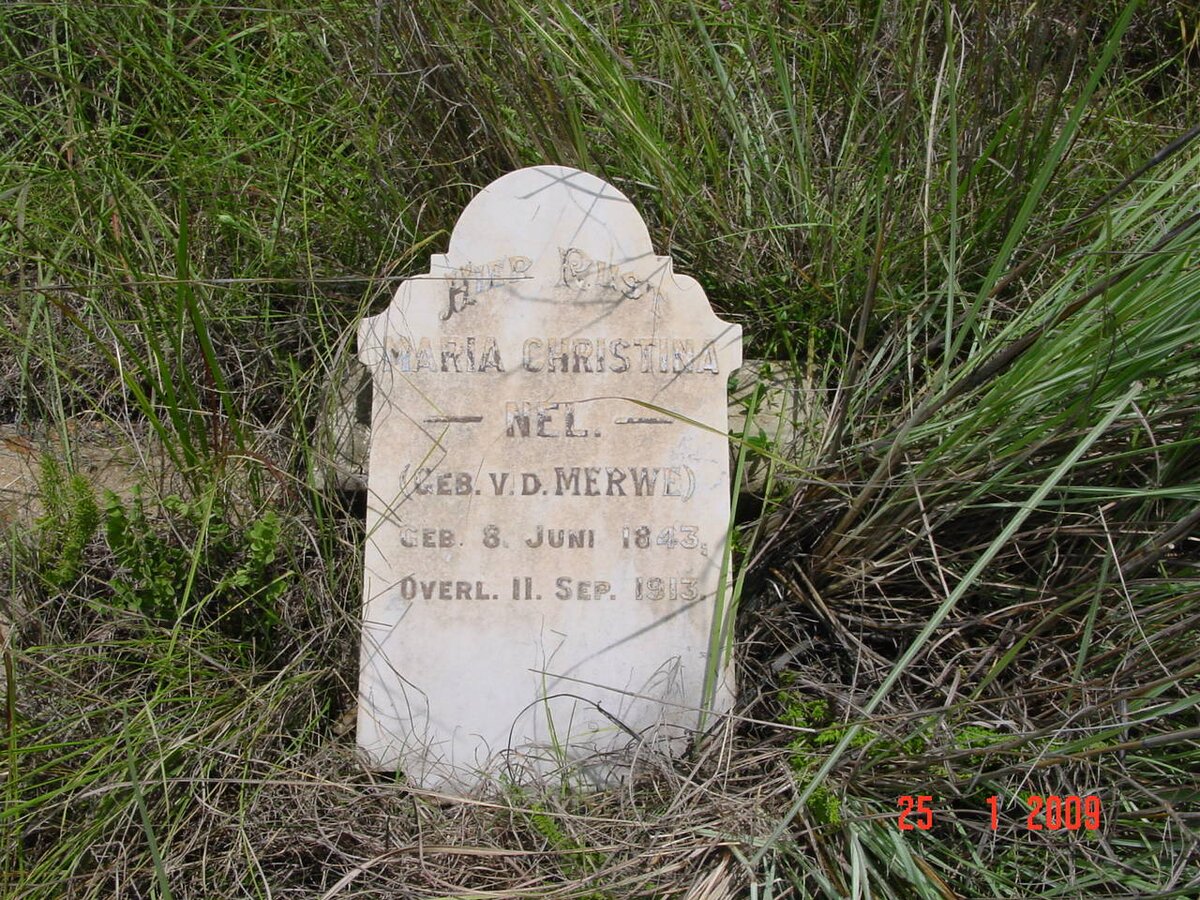 Hier Rust
MARIA CHRISTINA
— NEL. —
(GEB. V.D. MERWE)
GEB. 8. JUNI 1843,
OVERL. 11. SEP. 1913.
25 1 2009